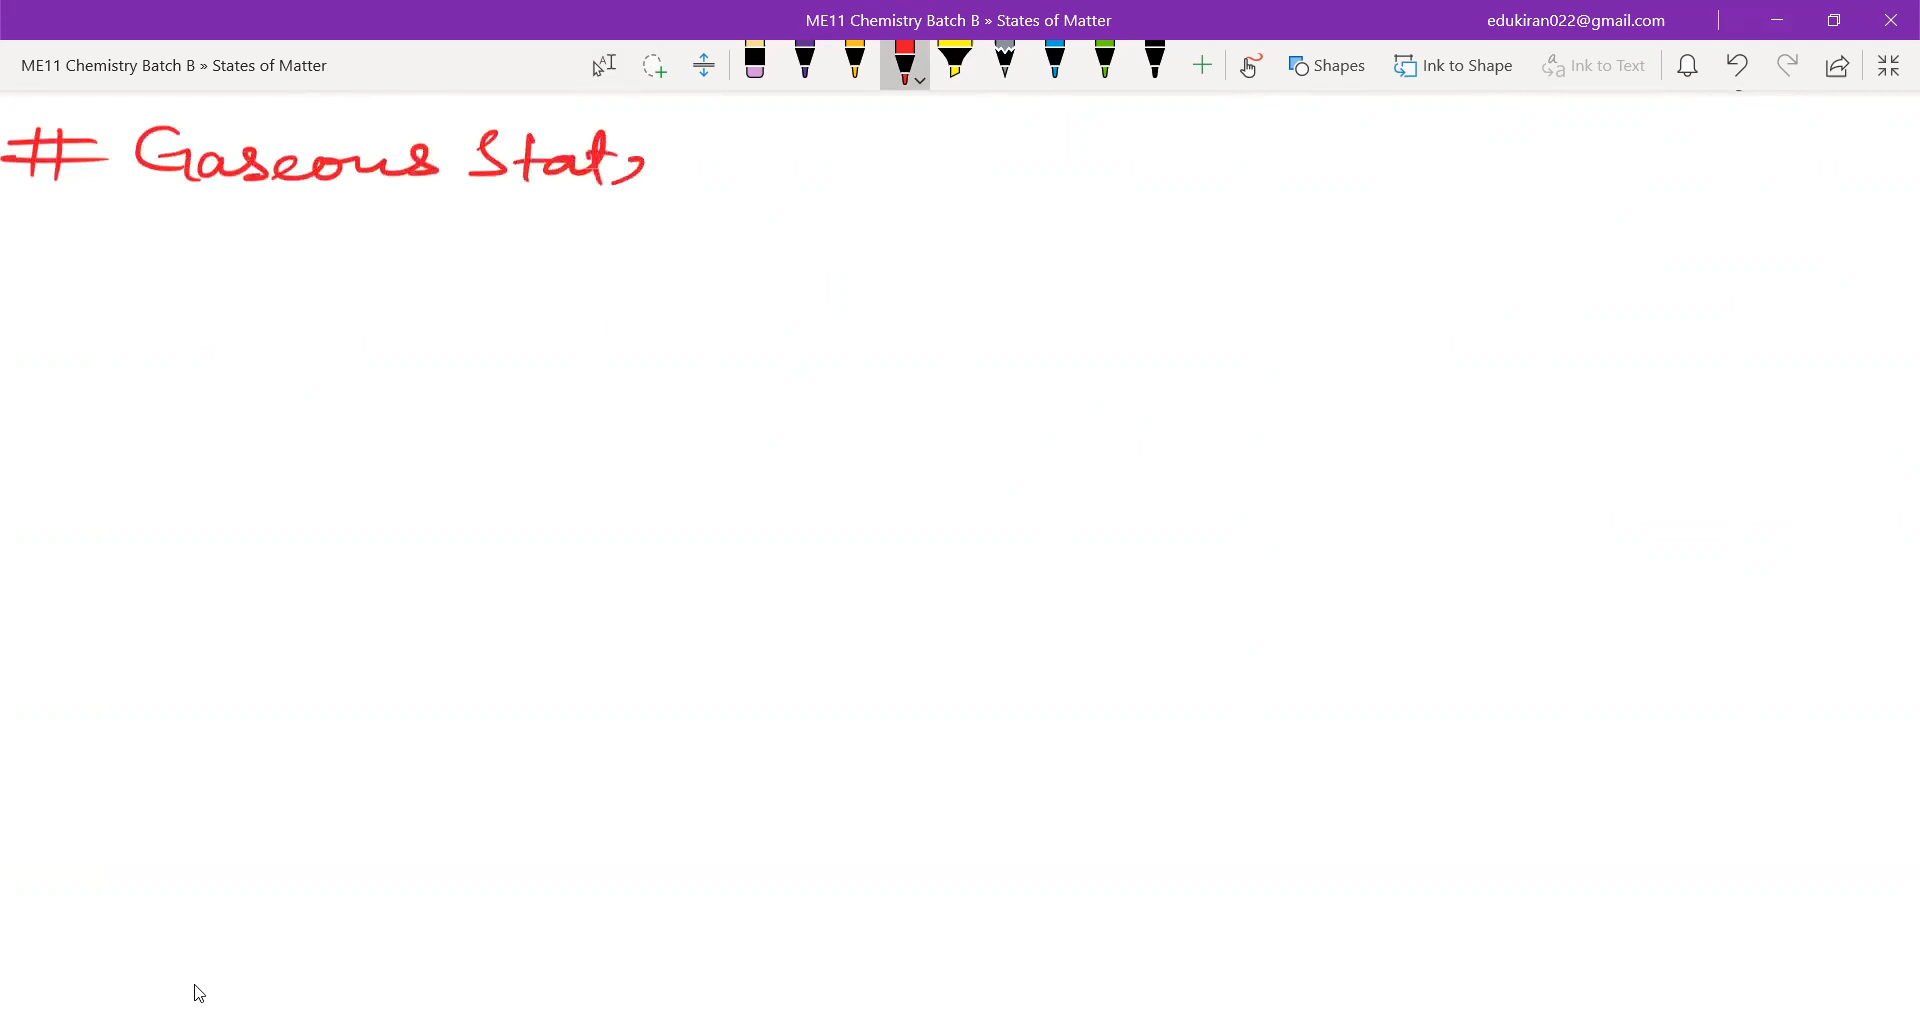 ME11 Chemistry Batch B » States of Matter
edukiran022@gmail.com
ME11 Chemistry Batch B » States of Matter
Shapes
Ink to Shape
Ink to Text
# Gaseous State